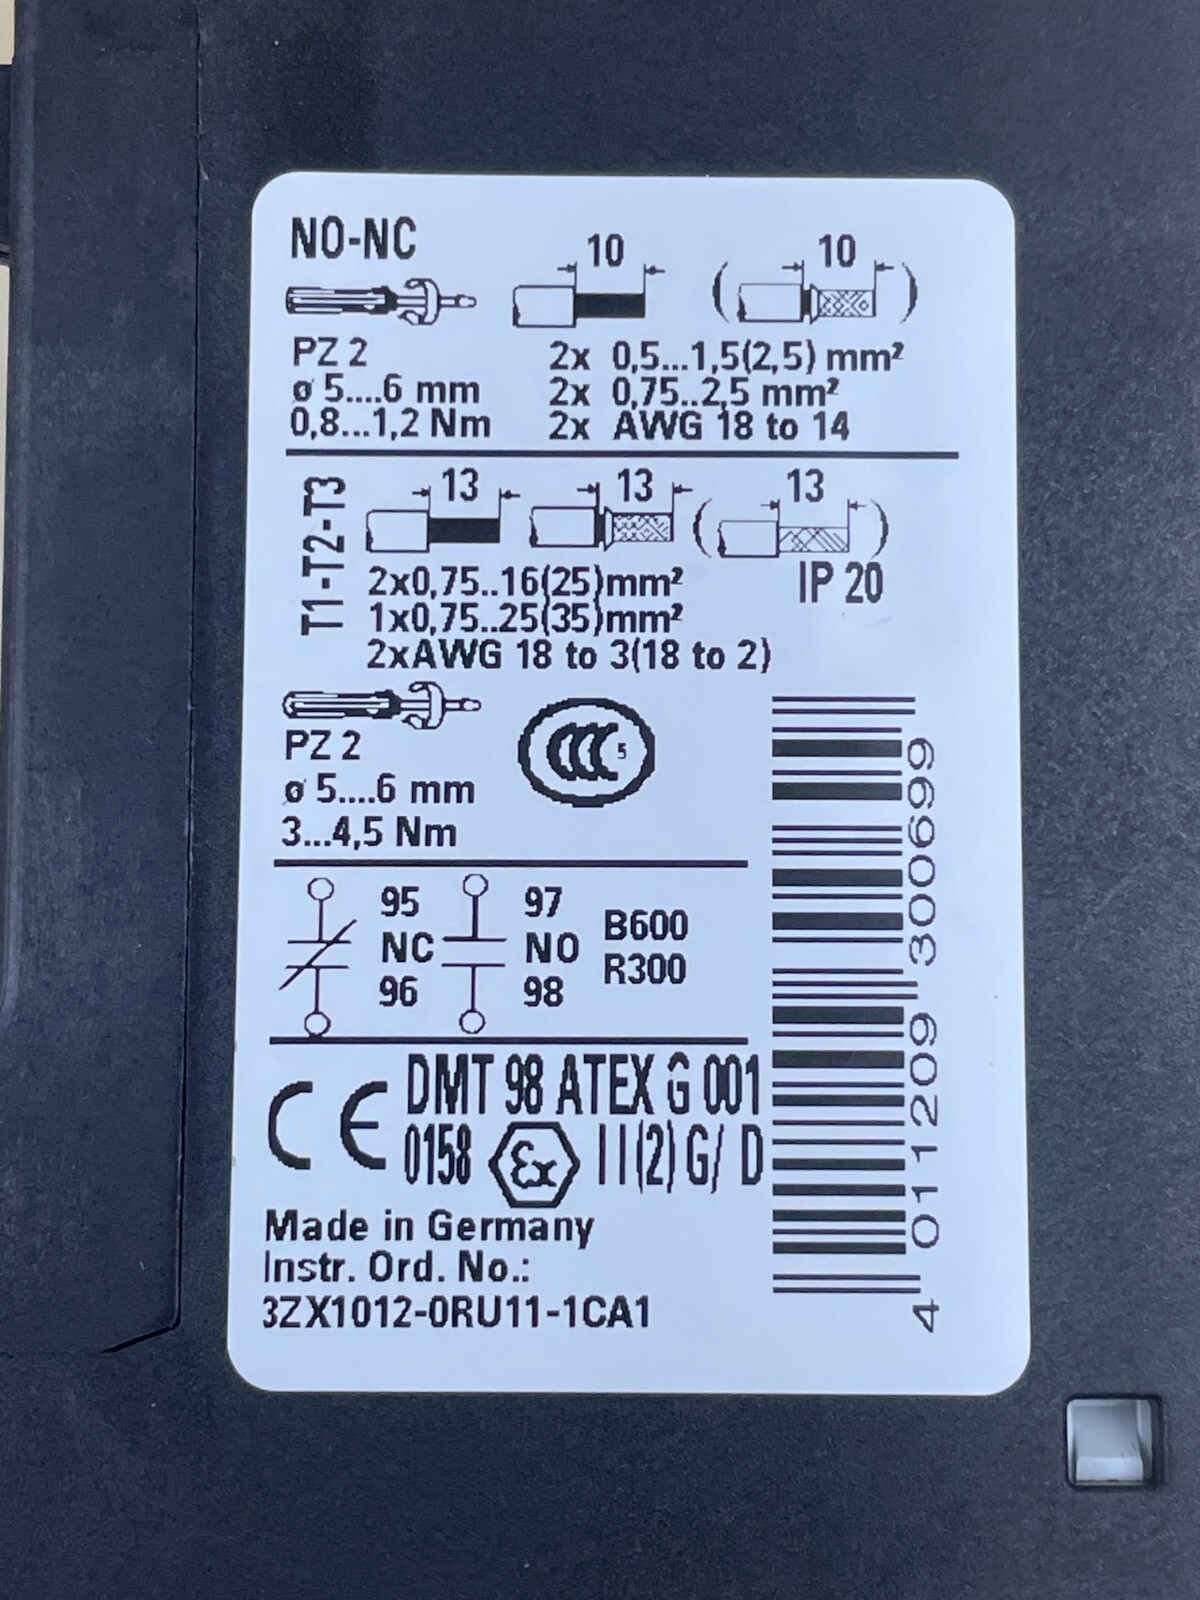 NO-NC
10 10
PZ 2
ø 5....6 mm
0,8...1,2 Nm
2x 0,5...1,5(2,5) mm²
2x 0,75..2,5 mm²
2x AWG 18 to 14
T1-T2-T3
13 13 13
2x0,75..16(25)mm²
1x0,75..25(35)mm²
2xAWG 18 to 3(18 to 2)
IP 20
PZ 2
ø 5....6 mm
3...4,5 Nm
CCC 5
95
NC
96
97
NO
98
B600
R300
CE
DMT 98 ATEX G 001
0158 Ex II(2)G/ D
Made in Germany
Instr. Ord. No.:
3ZX1012-0RU11-1CA1
4 011209 300699